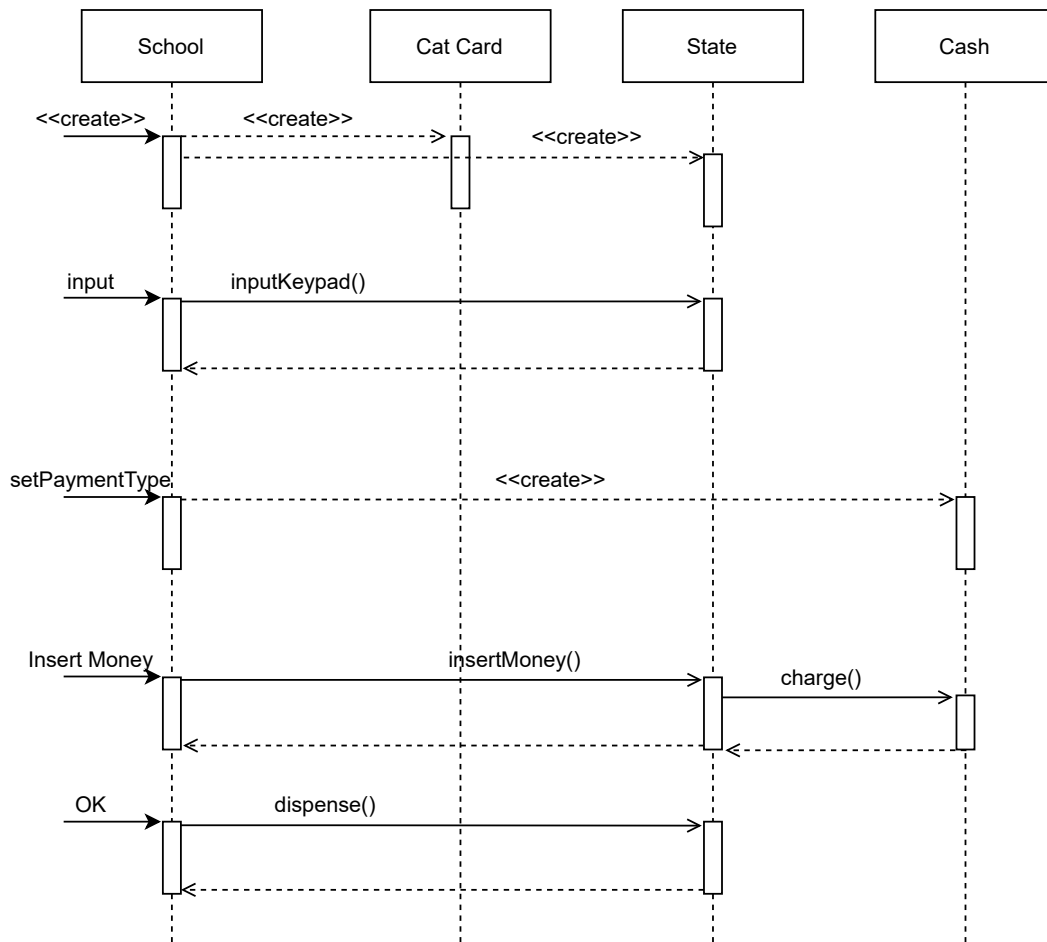 School
Cat Card
State
Cash
<<create>>
<<create>>
<<create>>
input
inputKeypad()
setPaymentType
<<create>>
Insert Money
insertMoney()
charge()
OK
dispense()